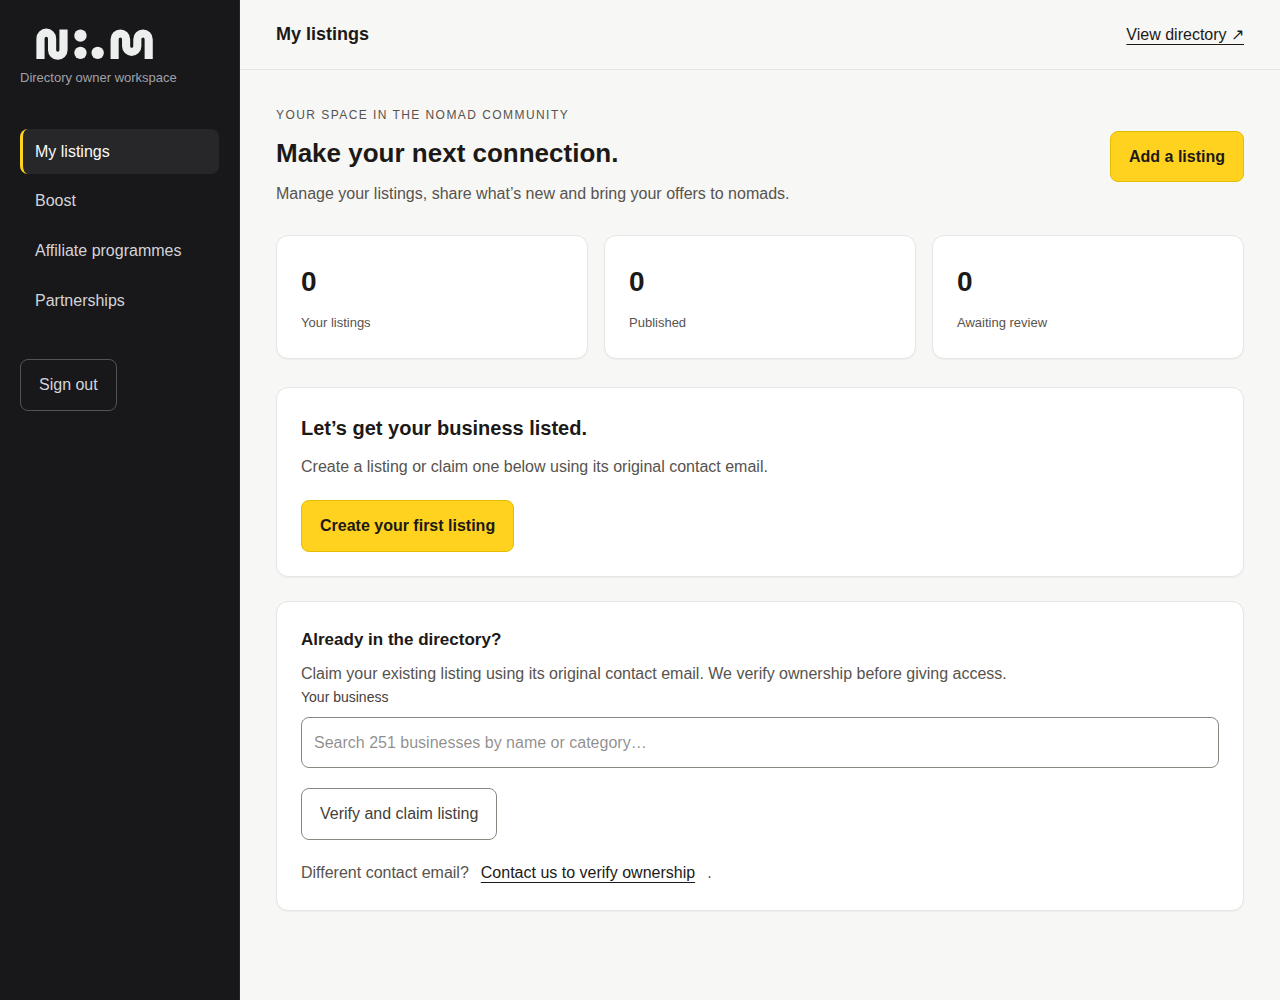 Directory owner workspace
My listings
Boost
Affiliate programmes
Partnerships
Sign out
My listings
View directory ↗
YOUR SPACE IN THE NOMAD COMMUNITY
Make your next connection.
Manage your listings, share what’s new and bring your offers to nomads.
Add a listing
0
Your listings
0
Published
0
Awaiting review
Let’s get your business listed.
Create a listing or claim one below using its original contact email.
Create your first listing
Already in the directory?
Claim your existing listing using its original contact email. We verify ownership before giving access.
Your business
Search 251 businesses by name or category…
Verify and claim listing
Different contact email? Contact us to verify ownership .